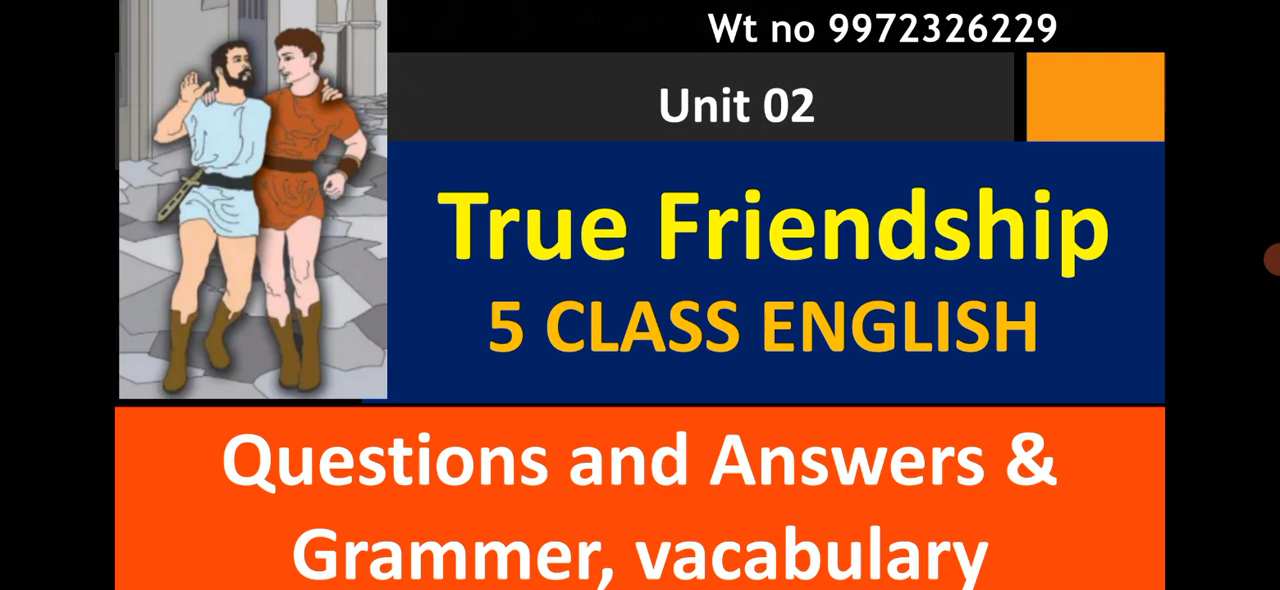 Wt no 9972326229
Unit 02
True Friendship
5 CLASS ENGLISH
Questions and Answers &
Grammer, vacabulary